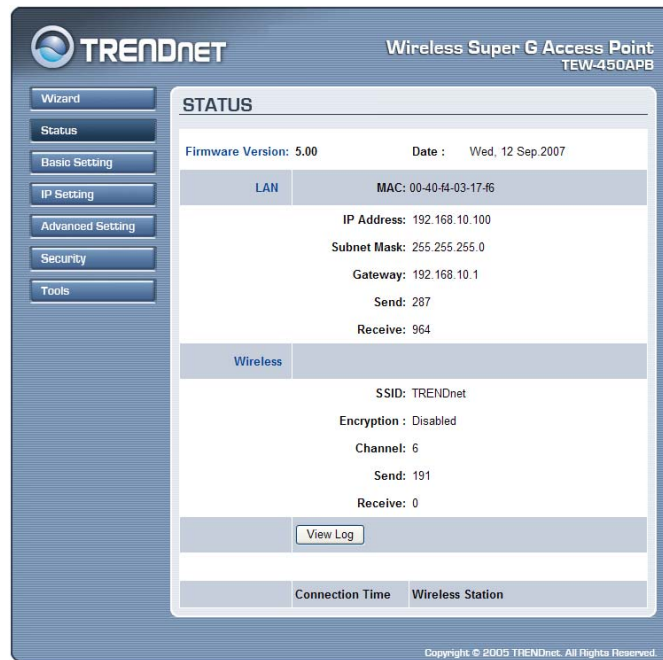 TRENDNET
Wireless Super G Access Point
TEW-450APB
Wizard
Status
Basic Setting
IP Setting
Advanced Setting
Security
Tools
STATUS
Firmware Version: 5.00 Date : Wed, 12 Sep.2007
LAN MAC: 00-40-f4-03-17-f6
IP Address: 192.168.10.100
Subnet Mask: 255.255.255.0
Gateway: 192.168.10.1
Send: 287
Receive: 964
Wireless
SSID: TRENDnet
Encryption : Disabled
Channel: 6
Send: 191
Receive: 0
View Log
Connection Time Wireless Station
Copyright © 2005 TRENDnet. All Rights Reserved.